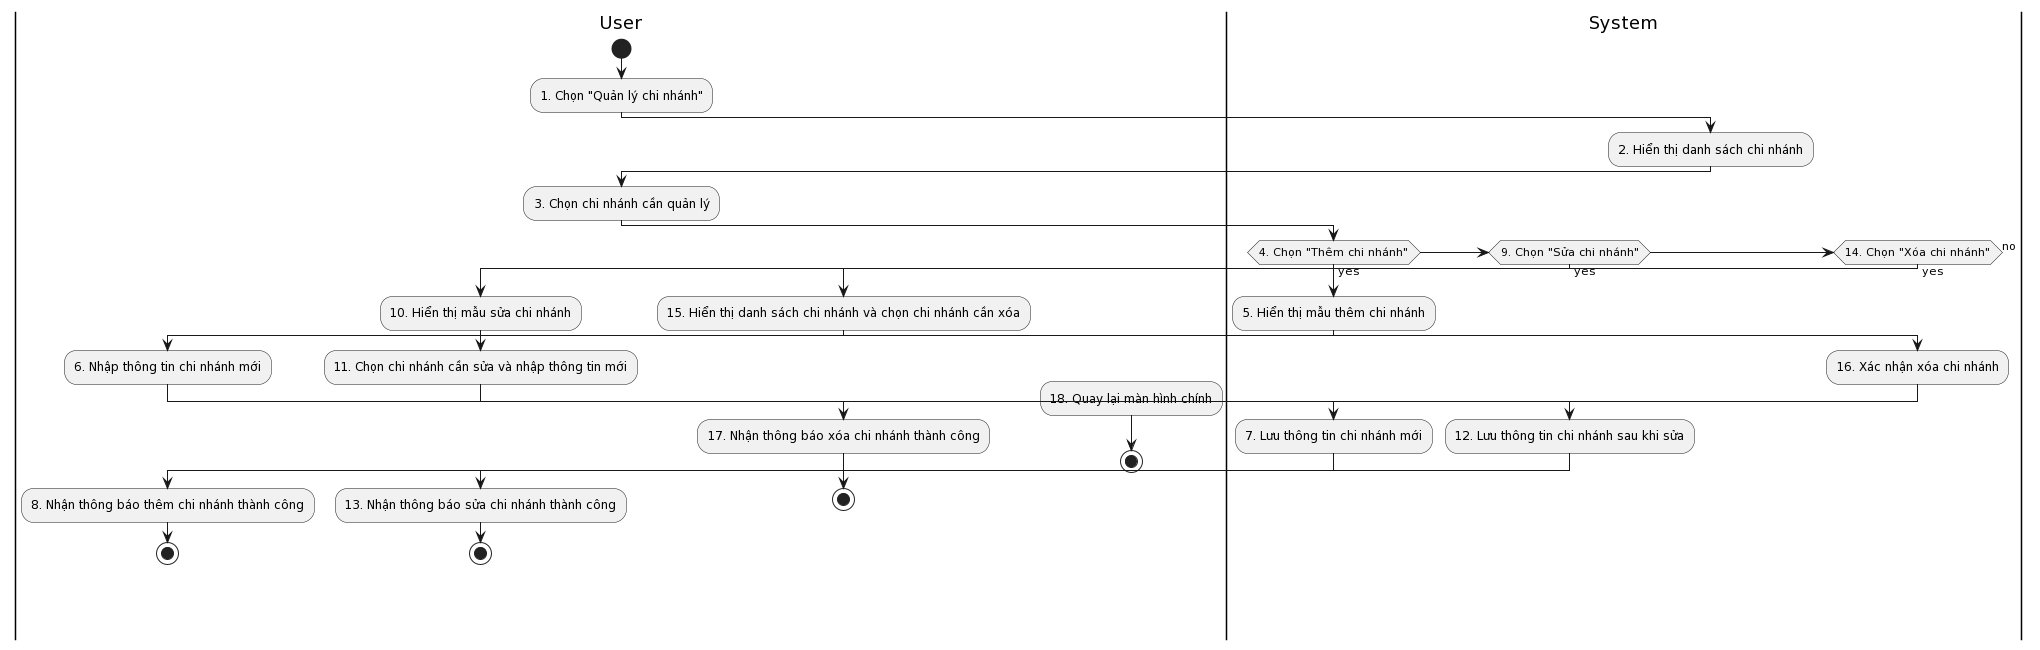 User
System
1. Chọn "Quản lý chi nhánh"
2. Hiển thị danh sách chi nhánh
3. Chọn chi nhánh cần quản lý
4. Chọn "Thêm chi nhánh"
9. Chọn "Sửa chi nhánh"
14. Chọn "Xóa chi nhánh"
no
yes
yes
yes
10. Hiển thị mẫu sửa chi nhánh
15. Hiển thị danh sách chi nhánh và chọn chi nhánh cần xóa
5. Hiển thị mẫu thêm chi nhánh
6. Nhập thông tin chi nhánh mới
11. Chọn chi nhánh cần sửa và nhập thông tin mới
16. Xác nhận xóa chi nhánh
18. Quay lại màn hình chính
17. Nhận thông báo xóa chi nhánh thành công
7. Lưu thông tin chi nhánh mới
12. Lưu thông tin chi nhánh sau khi sửa
8. Nhận thông báo thêm chi nhánh thành công
13. Nhận thông báo sửa chi nhánh thành công